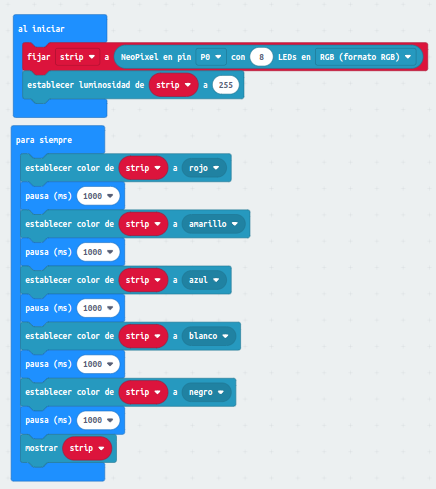 al iniciar
fijar strip a NeoPixel en pin P0 con 8 LEDs en RGB (formato RGB)
establecer luminosidad de strip a 255
para siempre
establecer color de strip a rojo
pausa (ms) 1000
establecer color de strip a amarillo
pausa (ms) 1000
establecer color de strip a azul
pausa (ms) 1000
establecer color de strip a blanco
pausa (ms) 1000
establecer color de strip a negro
pausa (ms) 1000
mostrar strip